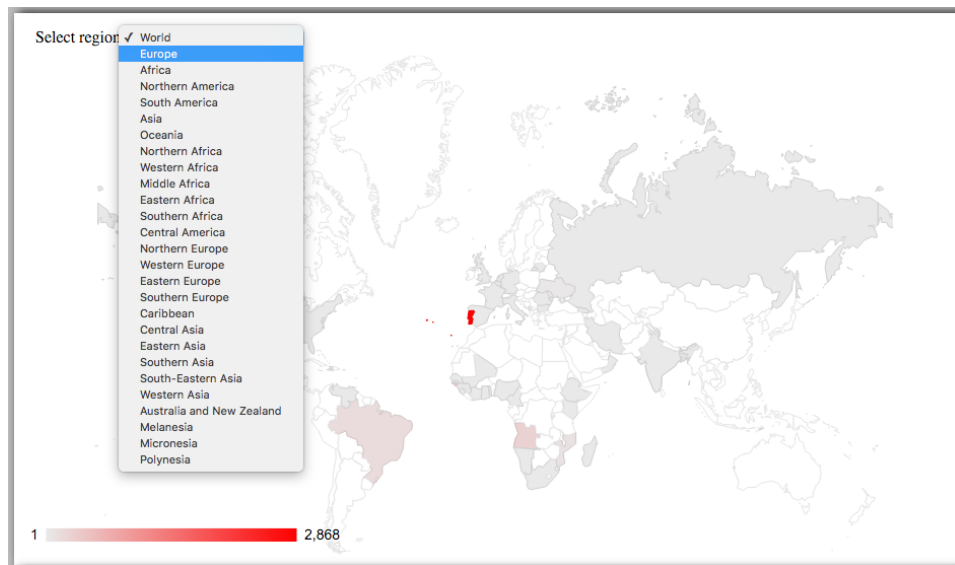 Select region
✓ World
Europe
Africa
Northern America
South America
Asia
Oceania
Northern Africa
Western Africa
Middle Africa
Eastern Africa
Southern Africa
Central America
Northern Europe
Western Europe
Eastern Europe
Southern Europe
Caribbean
Central Asia
Eastern Asia
Southern Asia
South-Eastern Asia
Western Asia
Australia and New Zealand
Melanesia
Micronesia
Polynesia
1 2,868